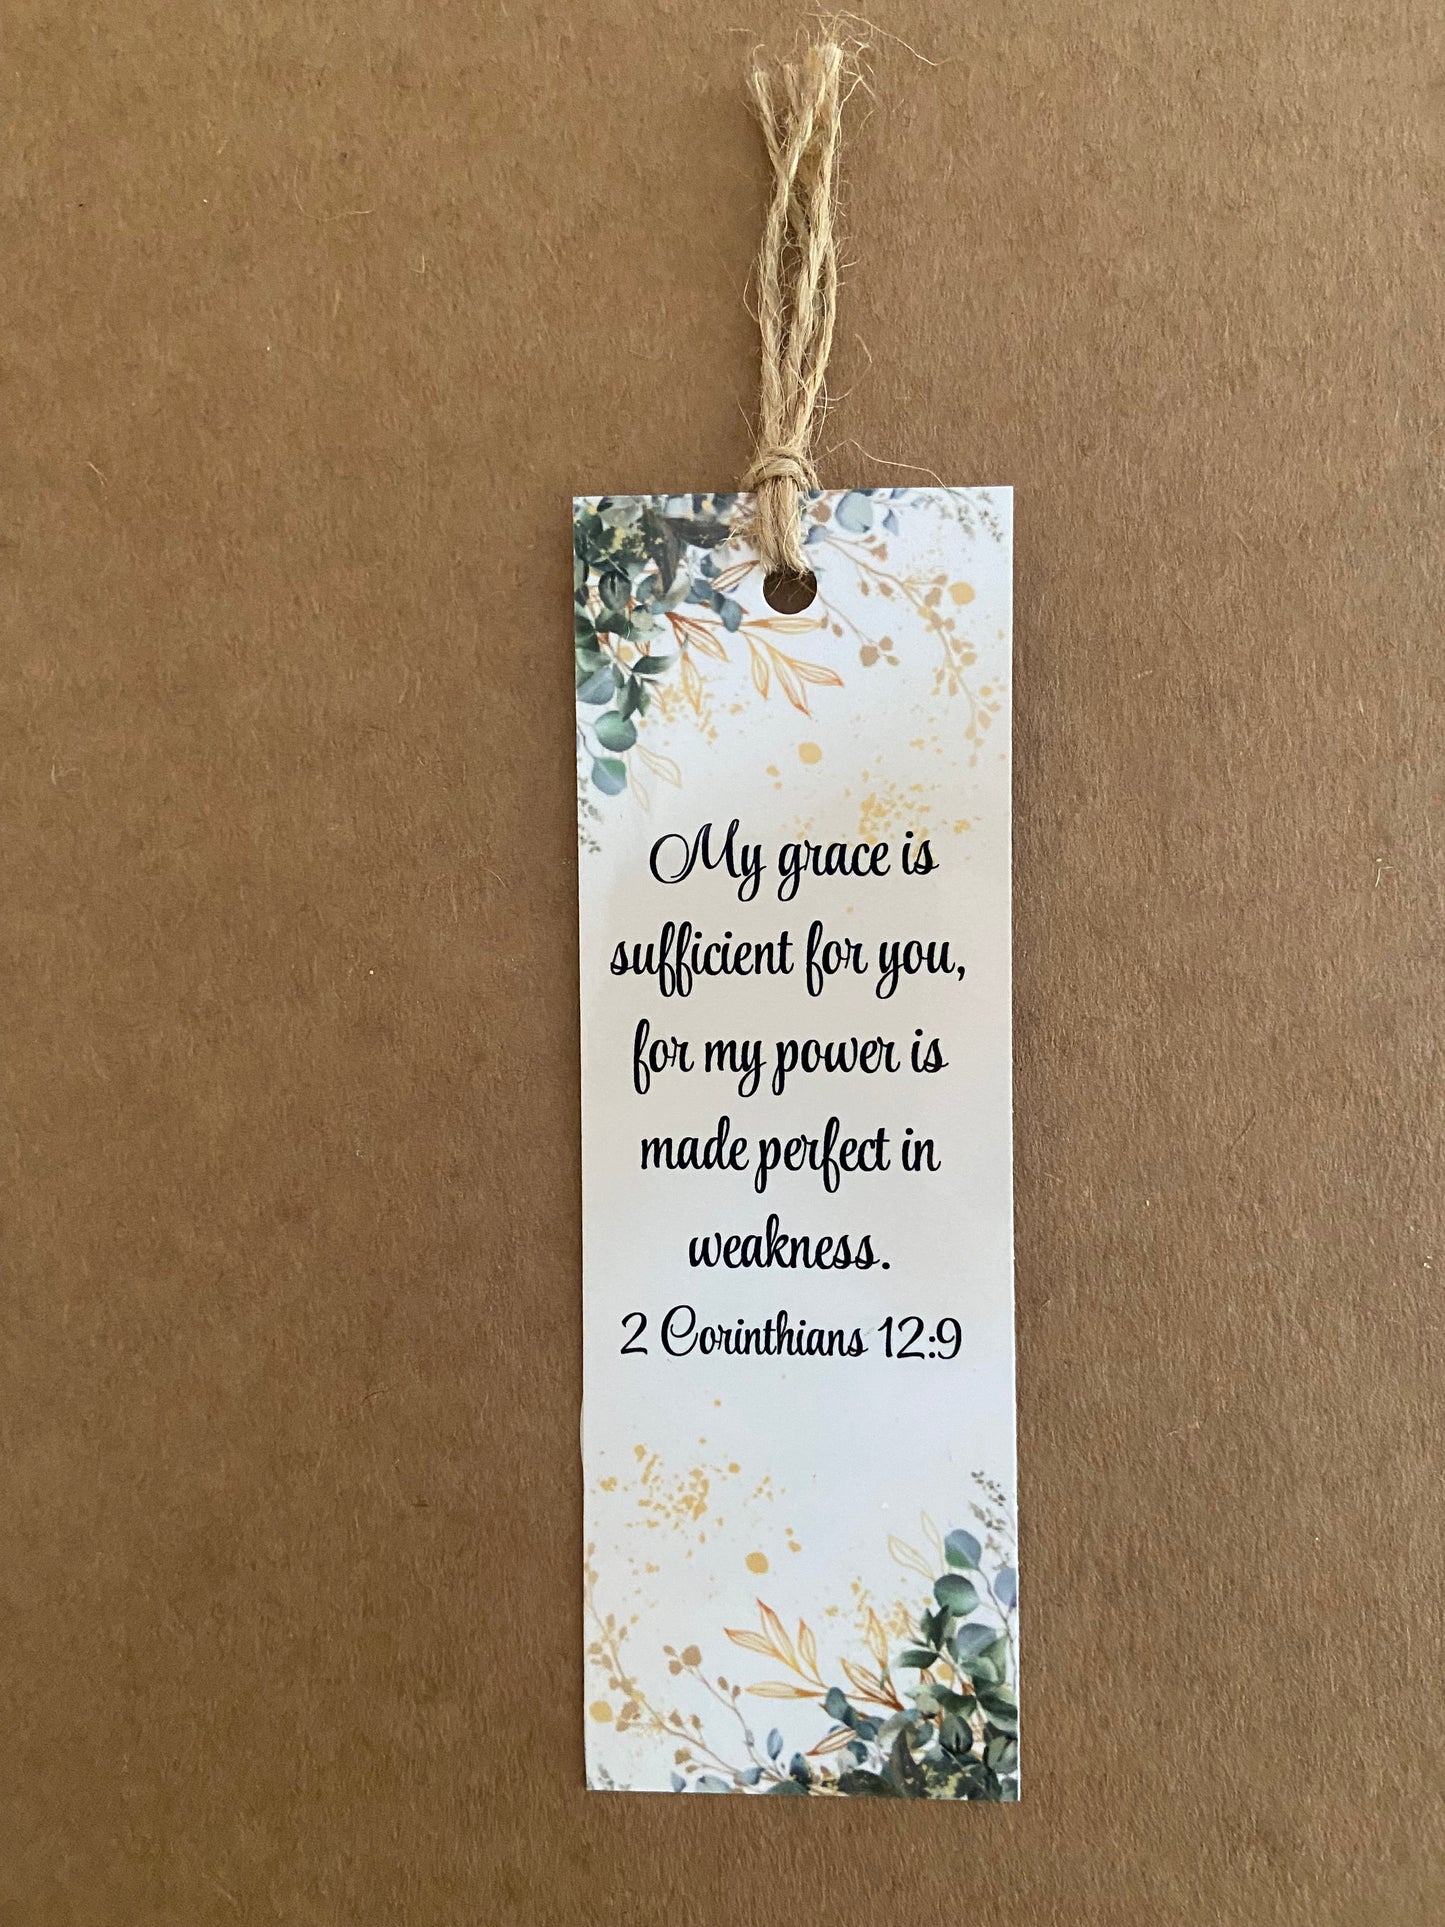 My grace is
sufficient for you,
for my power is
made perfect in
weakness.
2 Corinthians 12:9